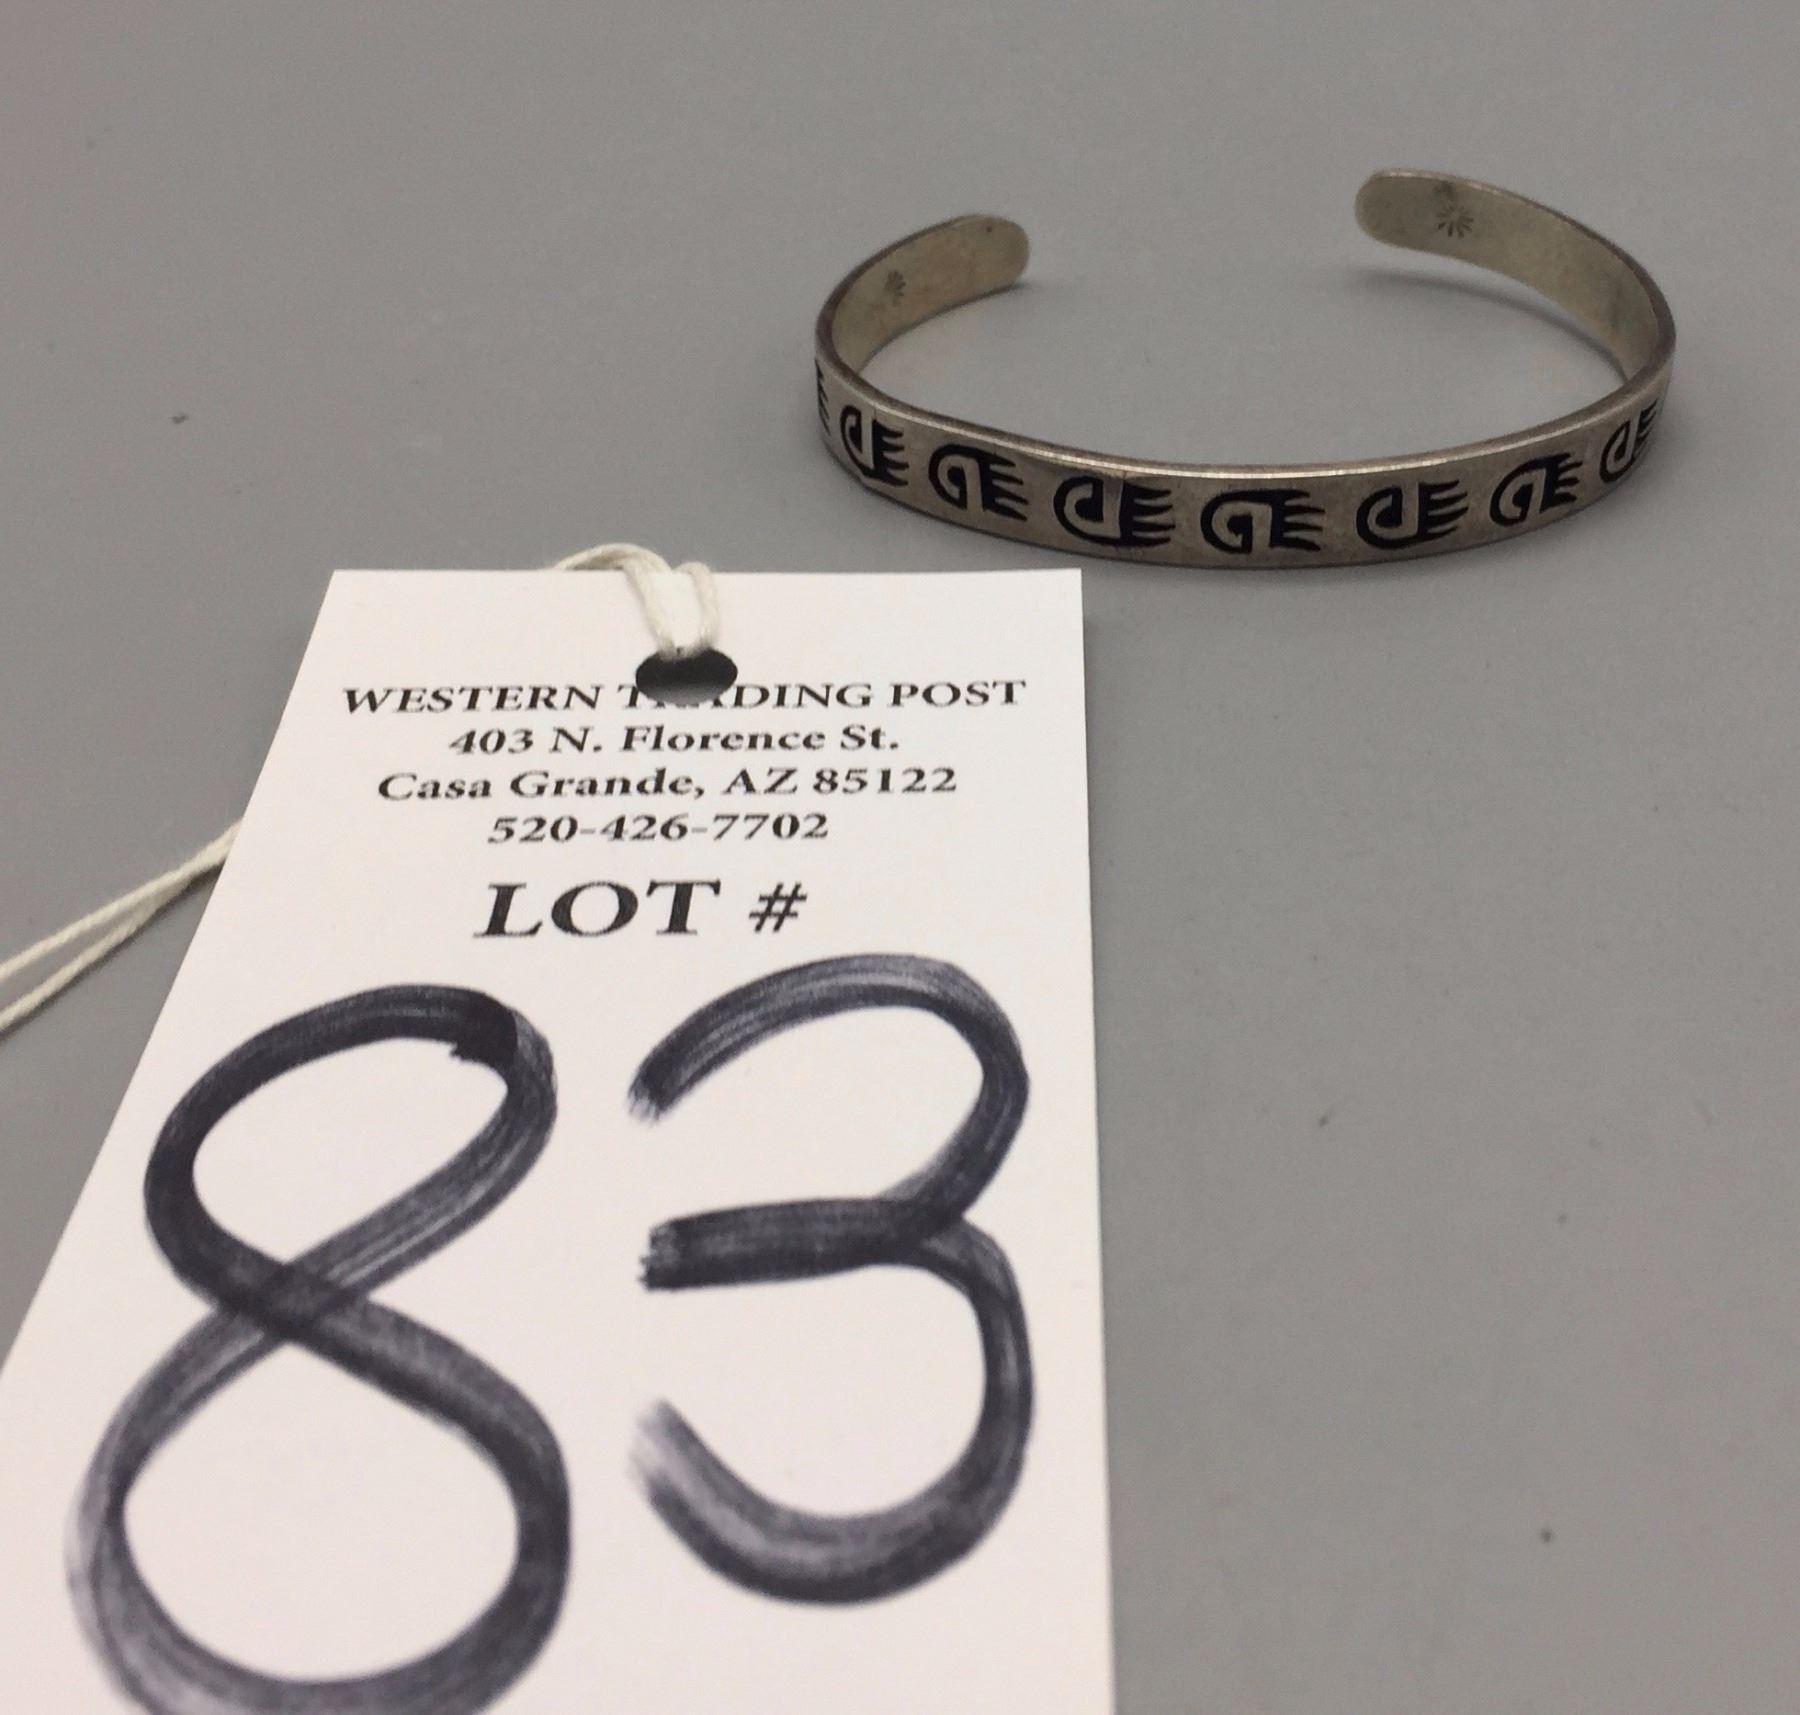 WESTERN TRADING POST
403 N. Florence St.
Casa Grande, AZ 85122
520-426-7702
LOT #
83